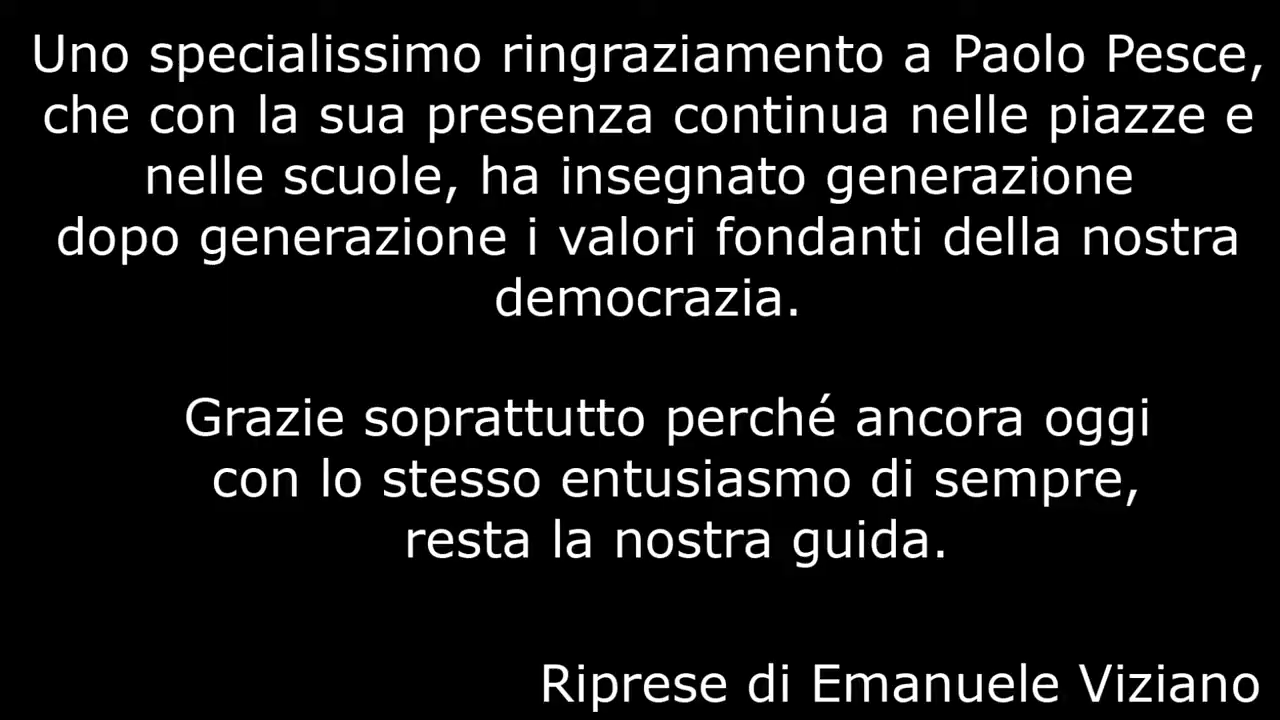 Uno specialissimo ringraziamento a Paolo Pesce,
che con la sua presenza continua nelle piazze e
nelle scuole, ha insegnato generazione
dopo generazione i valori fondanti della nostra
democrazia.
Grazie soprattutto perché ancora oggi
con lo stesso entusiasmo di sempre,
resta la nostra guida.
Riprese di Emanuele Viziano